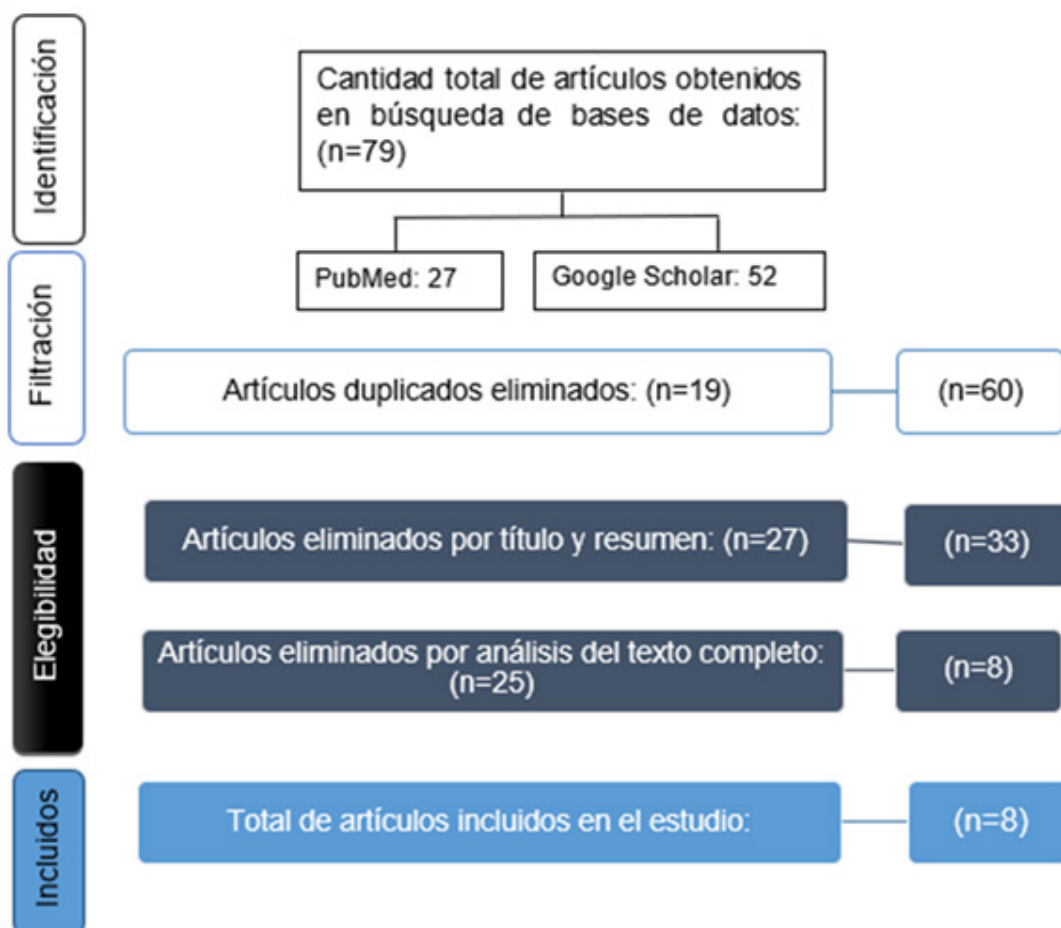 Identificación
Cantidad total de artículos obtenidos
en búsqueda de bases de datos:
(n=79)
PubMed: 27
Google Scholar: 52
Filtración
Artículos duplicados eliminados: (n=19)
(n=60)
Elegibilidad
Artículos eliminados por título y resumen: (n=27)
(n=33)
Artículos eliminados por análisis del texto completo:
(n=25)
(n=8)
Incluidos
Total de artículos incluidos en el estudio:
(n=8)